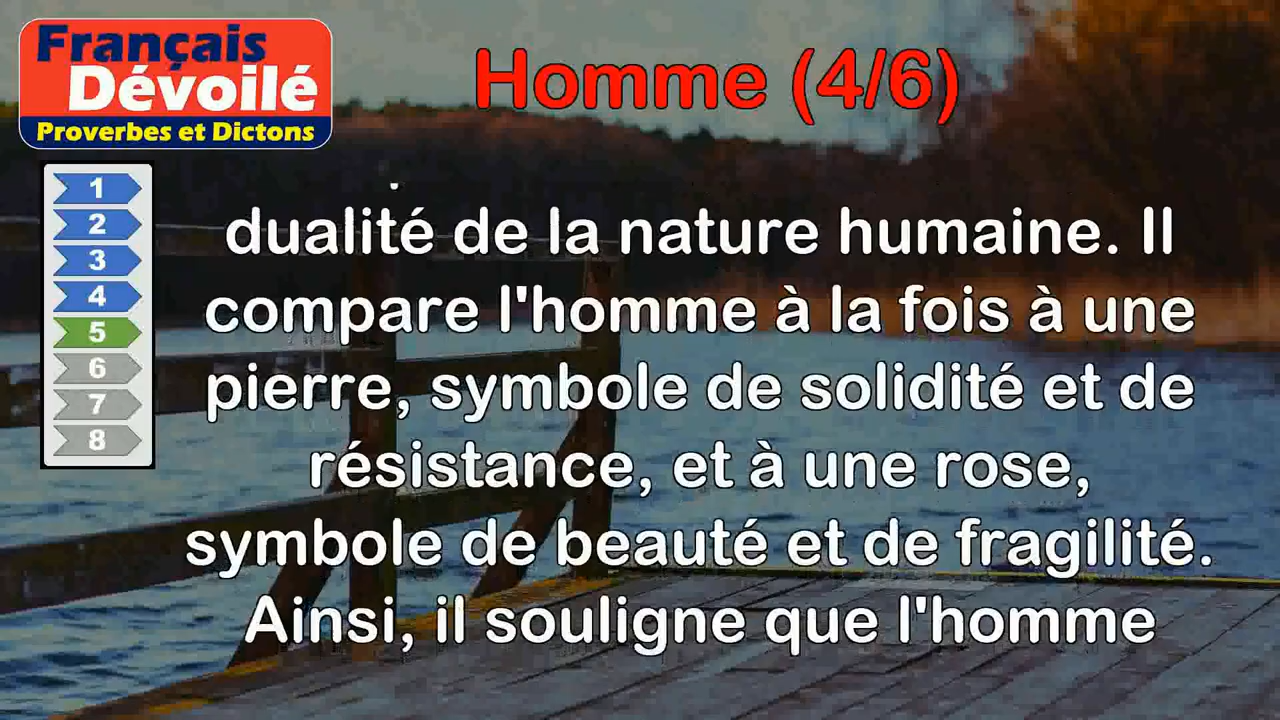 Français
Dévoilé
Proverbes et Dictons
Homme (4/6)
1
2
3
4
5
6
7
8
dualité de la nature humaine. Il
compare l'homme à la fois à une
pierre, symbole de solidité et de
résistance, et à une rose,
symbole de beauté et de fragilité.
Ainsi, il souligne que l'homme